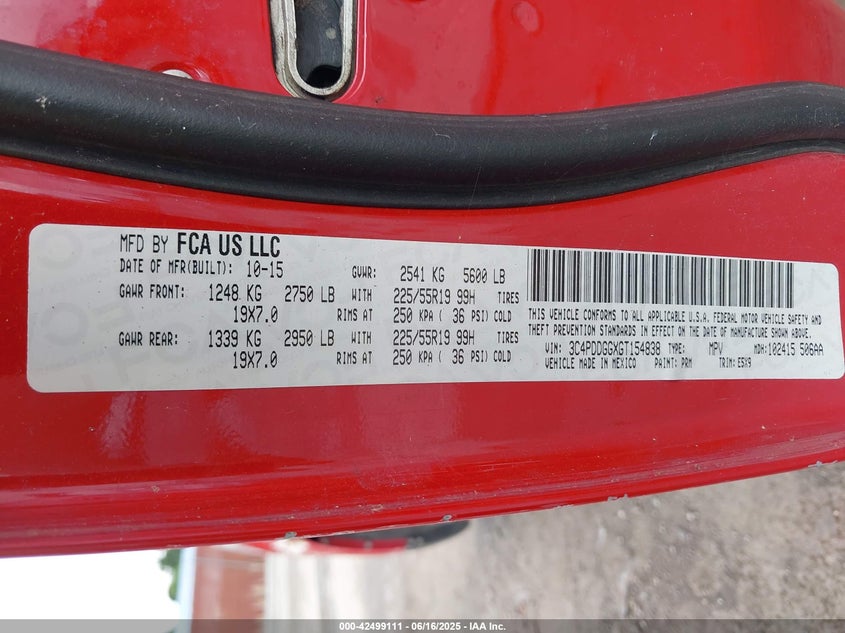 MFD BY FCA US LLC
DATE OF MFR(BUILT): 10-15 GVWR: 2541 KG 5600 LB
GAWR FRONT: 1248 KG 2750 LB WITH 225/55R19 99H TIRES
19X7.0 RIMS AT 250 KPA ( 36 PSI) COLD
GAWR REAR: 1339 KG 2950 LB WITH 225/55R19 99H TIRES
19X7.0 RIMS AT 250 KPA ( 36 PSI) COLD
THIS VEHICLE CONFORMS TO ALL APPLICABLE U.S.A. FEDERAL MOTOR VEHICLE SAFETY AND
THEFT PREVENTION STANDARDS IN EFFECT ON THE DATE OF MANUFACTURE SHOWN ABOVE.
VIN: 3C4PDDGGXGT154838 TYPE: MPV MDH: 102415 506AA
VEHICLE MADE IN MEXICO PAINT: PRM TRIM: E5X9
000-42499111 - 06/16/2025 - IAA Inc.